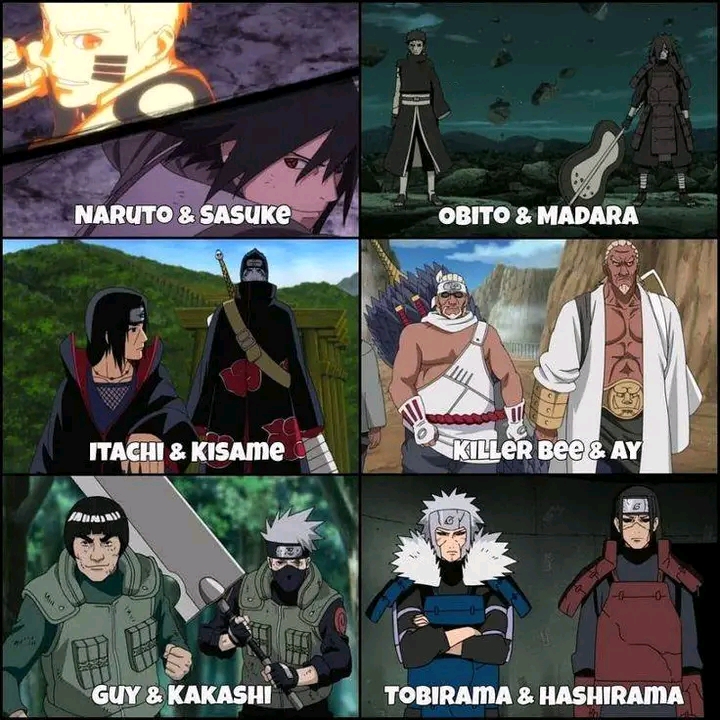 NARUTO & SASUKE
OBITO & MADARA
ITACHI & KISAME
KILLER BEE & AY
GUY & KAKASHI
TOBIRAMA & HASHIRAMA